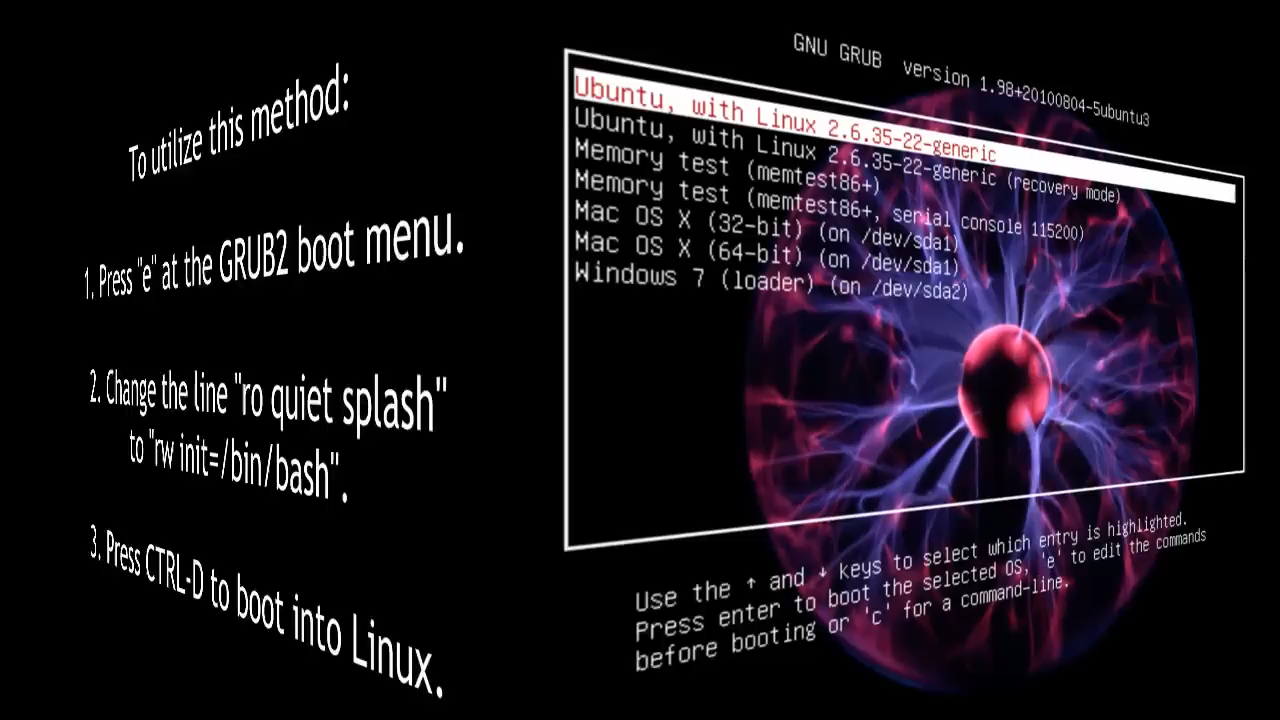 To utilize this method:
1. Press "e" at the GRUB2 boot menu.
2. Change the line "ro quiet splash"
to "rw init=/bin/bash".
3. Press CTRL-D to boot into Linux.
GNU GRUB version 1.98+20100804-5ubuntu3
Ubuntu, with Linux 2.6.35-22-generic
Ubuntu, with Linux 2.6.35-22-generic (recovery mode)
Memory test (memtest86+)
Memory test (memtest86+, serial console 115200)
Mac OS X (32-bit) (on /dev/sda1)
Mac OS X (64-bit) (on /dev/sda1)
Windows 7 (loader) (on /dev/sda2)
Use the ↑ and ↓ keys to select which entry is highlighted.
Press enter to boot the selected OS, 'e' to edit the commands
before booting or 'c' for a command-line.